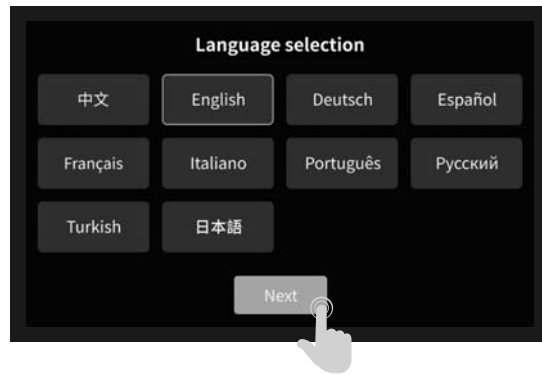 Language selection
中文 English Deutsch Español
Français Italiano Português Русский
Turkish 日本語
Next